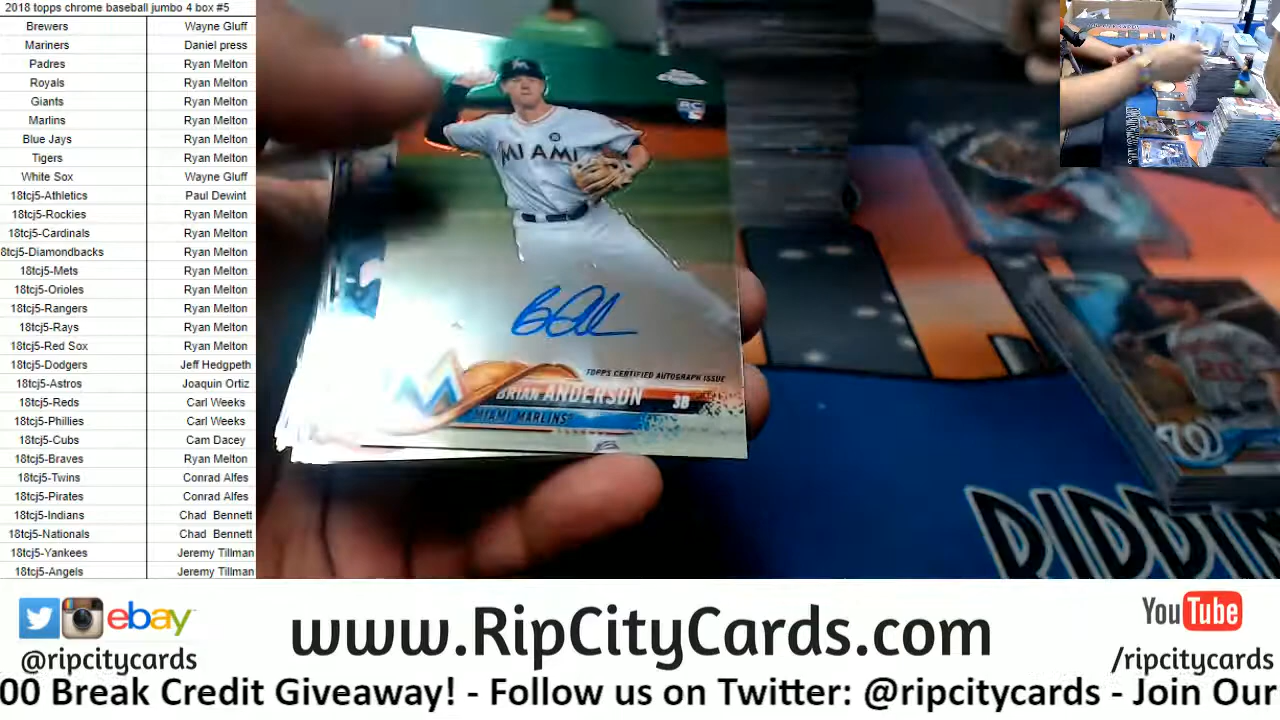 2018 topps chrome baseball jumbo 4 box #5
Brewers Wayne Gluff
Mariners Daniel press
Padres Ryan Melton
Royals Ryan Melton
Giants Ryan Melton
Marlins Ryan Melton
Blue Jays Ryan Melton
Tigers Ryan Melton
White Sox Wayne Gluff
18tcj5-Athletics Paul Dewint
18tcj5-Rockies Ryan Melton
18tcj5-Cardinals Ryan Melton
8tcj5-Diamondbacks Ryan Melton
18tcj5-Mets Ryan Melton
18tcj5-Orioles Ryan Melton
18tcj5-Rangers Ryan Melton
18tcj5-Rays Ryan Melton
18tcj5-Red Sox Ryan Melton
18tcj5-Dodgers Jeff Hedgpeth
18tcj5-Astros Joaquin Ortiz
18tcj5-Reds Carl Weeks
18tcj5-Phillies Carl Weeks
18tcj5-Cubs Cam Dacey
18tcj5-Braves Ryan Melton
18tcj5-Twins Conrad Alfes
18tcj5-Pirates Conrad Alfes
18tcj5-Indians Chad Bennett
18tcj5-Nationals Chad Bennett
18tcj5-Yankees Jeremy Tillman
18tcj5-Angels Jeremy Tillman
RC
MIAMI
TOPPS CERTIFIED AUTOGRAPH ISSUE
BRIAN ANDERSON 3B
MIAMI MARLINS
20
W
ebay
@ripcitycards
www.RipCityCards.com
YouTube
/ripcitycards
00 Break Credit Giveaway! - Follow us on Twitter: @ripcitycards - Join Our